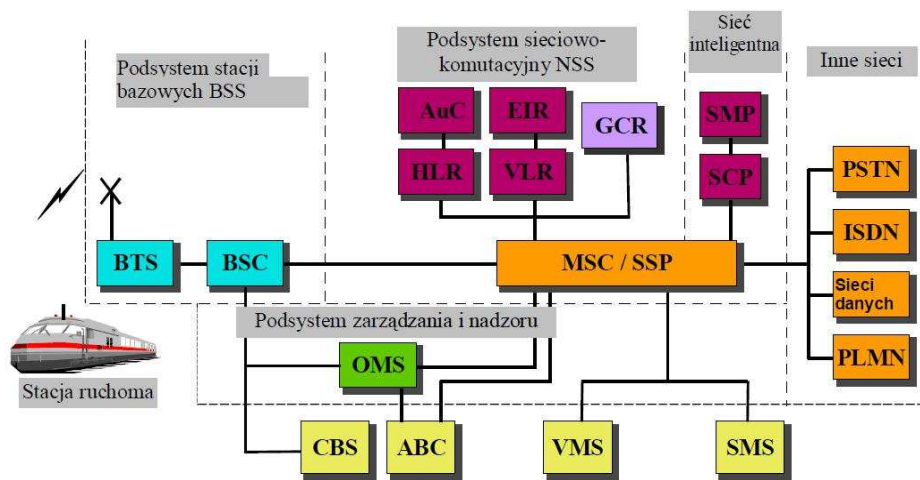 Podsystem stacji
bazowych BSS
Podsystem sieciowo-
komutacyjny NSS
Sieć
inteligentna
Inne sieci
AuC
EIR
GCR
SMP
HLR
VLR
SCP
PSTN
ISDN
Sieci
danych
PLMN
BTS
BSC
MSC / SSP
Podsystem zarządzania i nadzoru
OMS
Stacja ruchoma
CBS
ABC
VMS
SMS